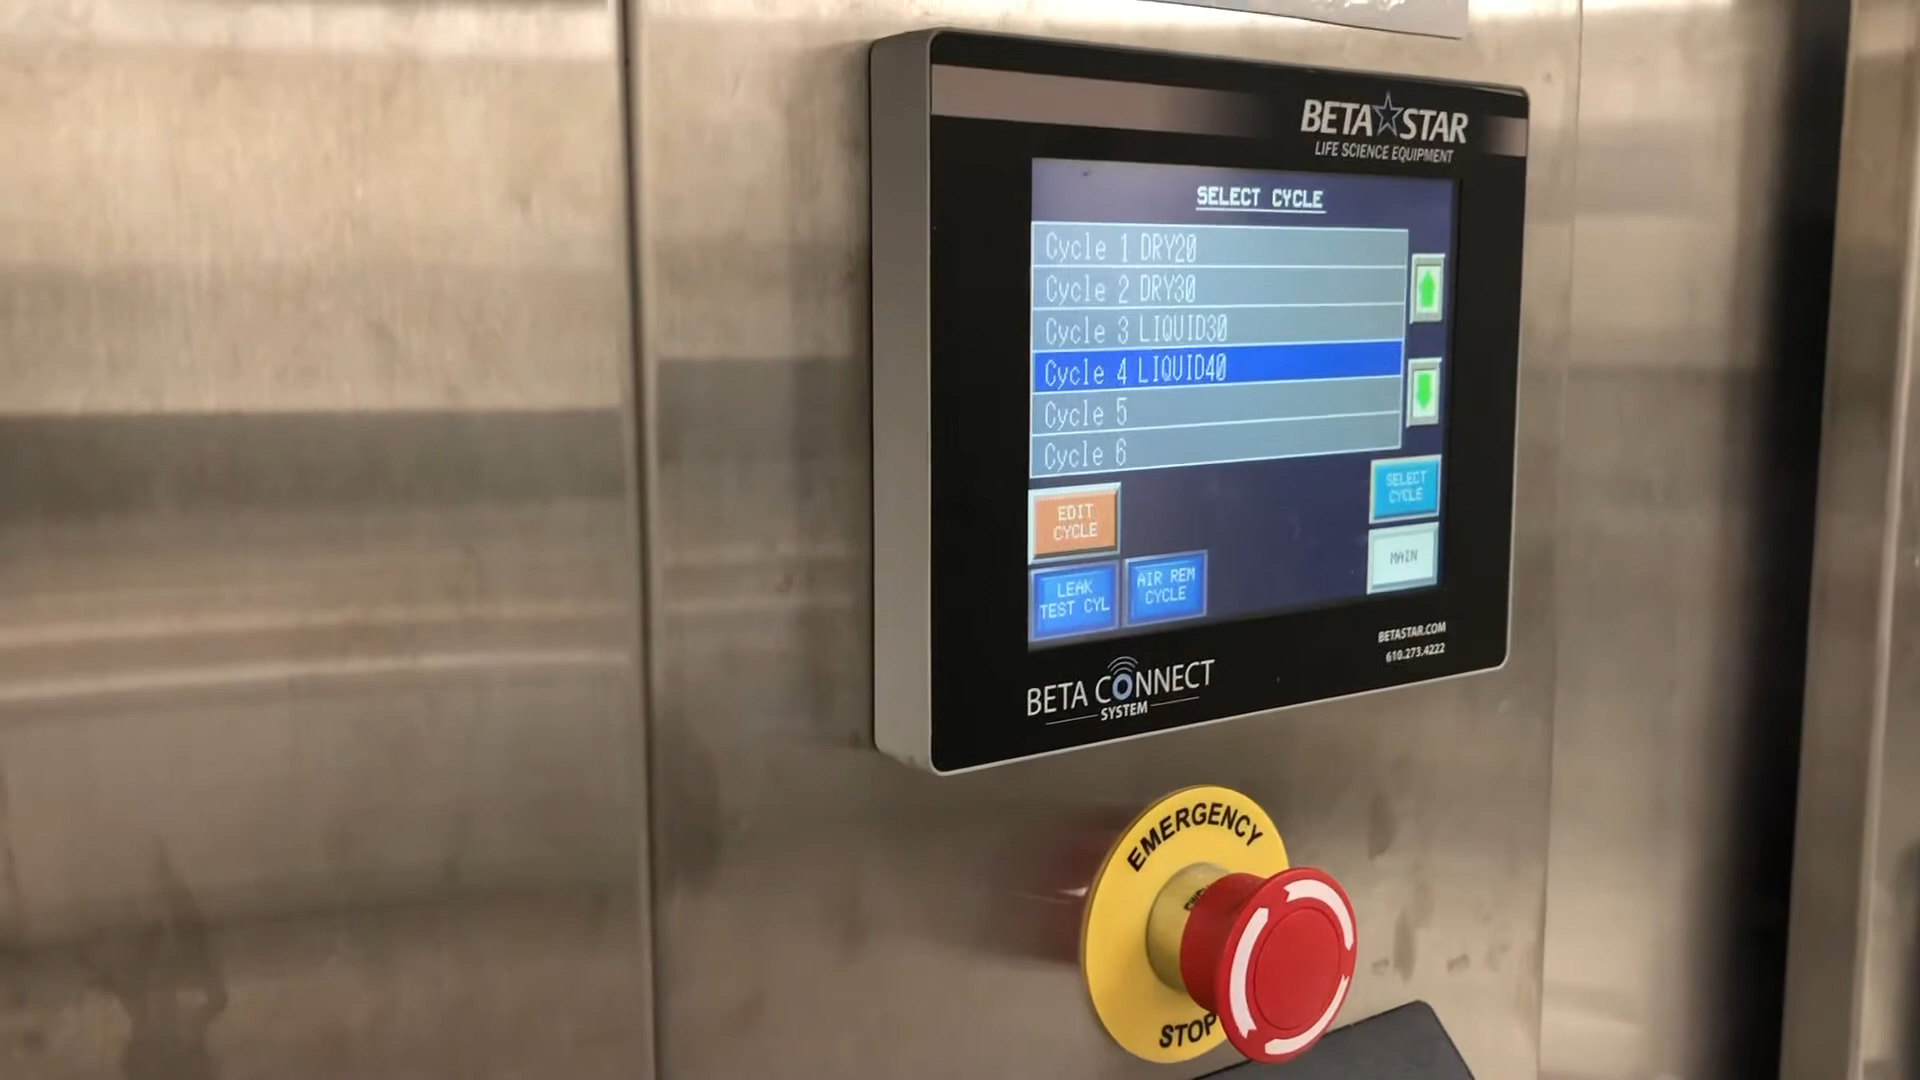 BETA STAR
LIFE SCIENCE EQUIPMENT
SELECT CYCLE
Cycle 1 DRY20
Cycle 2 DRY30
Cycle 3 LIQUID30
Cycle 4 LIQUID40
Cycle 5
Cycle 6
EDIT
CYCLE
SELECT
CYCLE
MAIN
LEAK
TEST CYL
AIR REM
CYCLE
BETASTAR.COM
610.273.4222
BETA CONNECT
SYSTEM
EMERGENCY
STOP